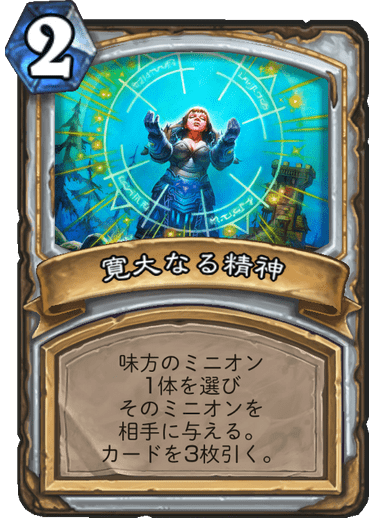 2
寛大なる精神
味方のミニオン
1体を選び
そのミニオンを
相手に与える。
カードを3枚引く。